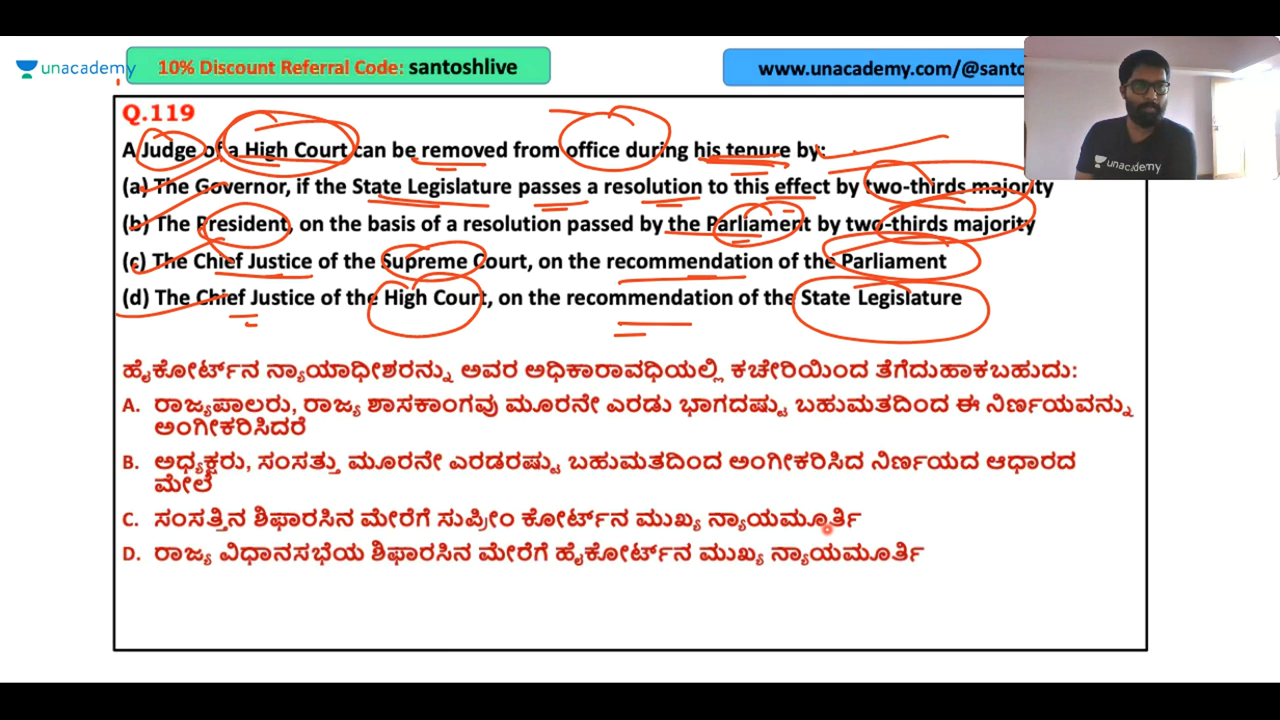 unacademy
10% Discount Referral Code: santoshlive
www.unacademy.com/@santo
Q.119
A Judge of a High Court can be removed from office during his tenure by:
(a) The Governor, if the State Legislature passes a resolution to this effect by two-thirds majority
(b) The President, on the basis of a resolution passed by the Parliament by two-thirds majority
(c) The Chief Justice of the Supreme Court, on the recommendation of the Parliament
(d) The Chief Justice of the High Court, on the recommendation of the State Legislature
ಹೈಕೋರ್ಟ್‌ನ ನ್ಯಾಯಾಧೀಶರನ್ನು ಅವರ ಅಧಿಕಾರಾವಧಿಯಲ್ಲಿ ಕಚೇರಿಯಿಂದ ತೆಗೆದುಹಾಕಬಹುದು:
A. ರಾಜ್ಯಪಾಲರು, ರಾಜ್ಯ ಶಾಸಕಾಂಗವು ಮೂರನೇ ಎರಡು ಭಾಗದಷ್ಟು ಬಹುಮತದಿಂದ ಈ ನಿರ್ಣಯವನ್ನು
ಅಂಗೀಕರಿಸಿದರೆ
B. ಅಧ್ಯಕ್ಷರು, ಸಂಸತ್ತು ಮೂರನೇ ಎರಡರಷ್ಟು ಬಹುಮತದಿಂದ ಅಂಗೀಕರಿಸಿದ ನಿರ್ಣಯದ ಆಧಾರದ
ಮೇಲೆ
C. ಸಂಸತ್ತಿನ ಶಿಫಾರಸಿನ ಮೇರೆಗೆ ಸುಪ್ರೀಂ ಕೋರ್ಟ್‌ನ ಮುಖ್ಯ ನ್ಯಾಯಮೂರ್ತಿ
D. ರಾಜ್ಯ ವಿಧಾನಸಭೆಯ ಶಿಫಾರಸಿನ ಮೇರೆಗೆ ಹೈಕೋರ್ಟ್‌ನ ಮುಖ್ಯ ನ್ಯಾಯಮೂರ್ತಿ
unacademy